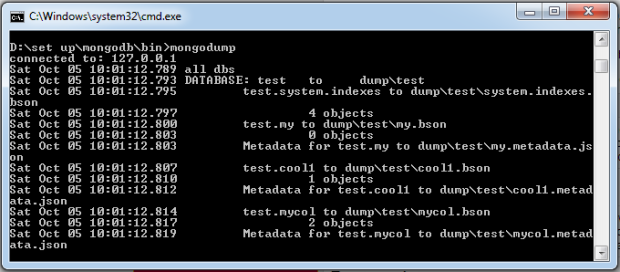 C:\Windows\system32\cmd.exe
D:\set up\mongodb\bin>mongodump
connected to: 127.0.0.1
Sat Oct 05 10:01:12.789 all dbs
Sat Oct 05 10:01:12.793 DATABASE: test   to     dump\test
Sat Oct 05 10:01:12.795         test.system.indexes to dump\test\system.indexes.
bson
Sat Oct 05 10:01:12.797                  4 objects
Sat Oct 05 10:01:12.800         test.my to dump\test\my.bson
Sat Oct 05 10:01:12.803                  0 objects
Sat Oct 05 10:01:12.803         Metadata for test.my to dump\test\my.metadata.js
on
Sat Oct 05 10:01:12.807         test.cool1 to dump\test\cool1.bson
Sat Oct 05 10:01:12.810                  1 objects
Sat Oct 05 10:01:12.812         Metadata for test.cool1 to dump\test\cool1.metad
ata.json
Sat Oct 05 10:01:12.814         test.mycol to dump\test\mycol.bson
Sat Oct 05 10:01:12.817                  2 objects
Sat Oct 05 10:01:12.819         Metadata for test.mycol to dump\test\mycol.metad
ata.json